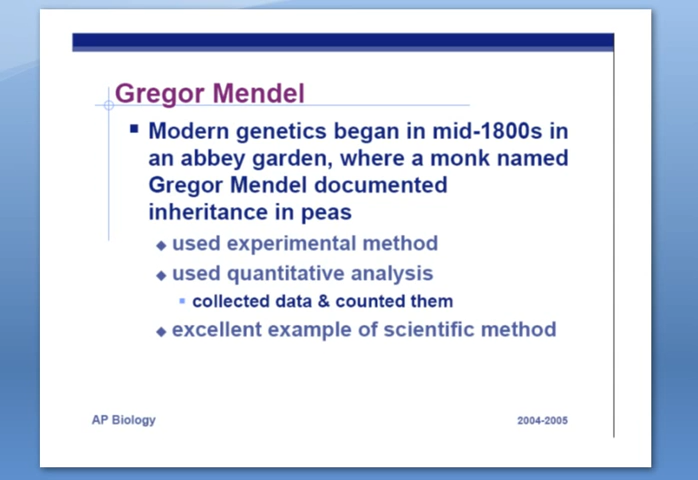 Gregor Mendel
Modern genetics began in mid-1800s in
an abbey garden, where a monk named
Gregor Mendel documented
inheritance in peas
used experimental method
used quantitative analysis
collected data & counted them
excellent example of scientific method
AP Biology
2004-2005